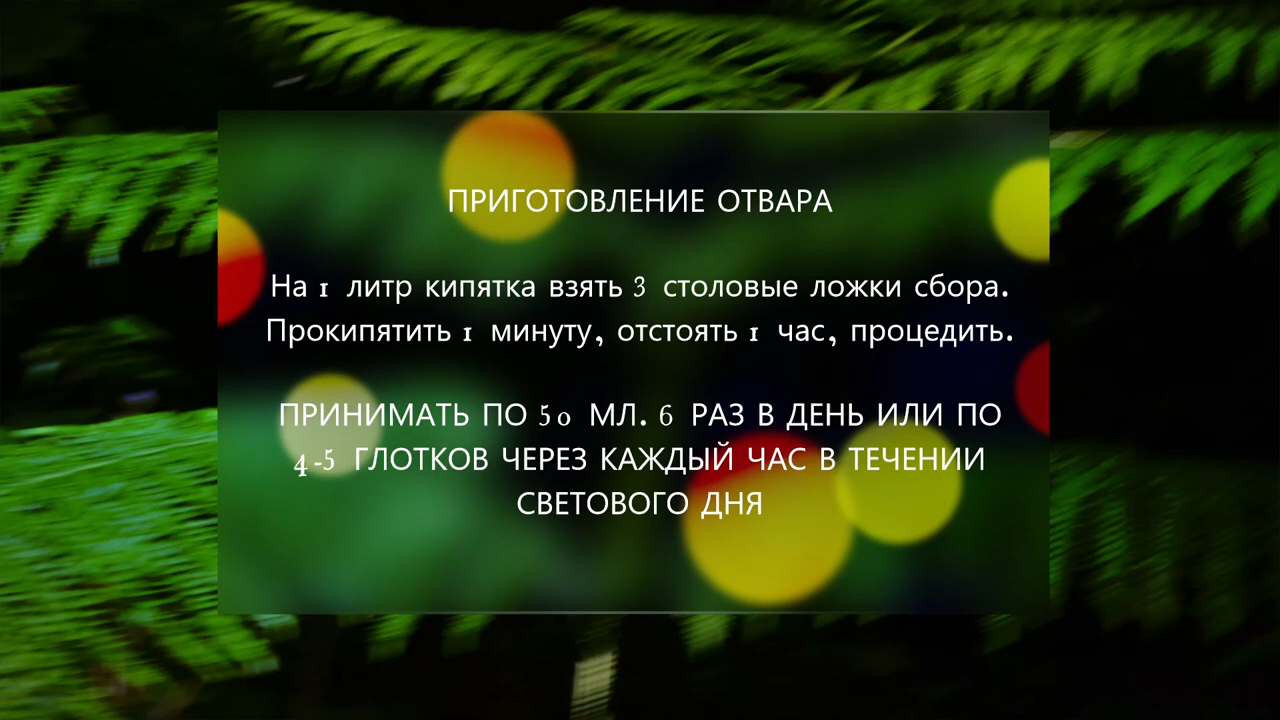 ПРИГОТОВЛЕНИЕ ОТВАРА
На 1 литр кипятка взять 3 столовые ложки сбора.
Прокипятить 1 минуту, отстоять 1 час, процедить.
ПРИНИМАТЬ ПО 50 МЛ. 6 РАЗ В ДЕНЬ ИЛИ ПО
4-5 ГЛОТКОВ ЧЕРЕЗ КАЖДЫЙ ЧАС В ТЕЧЕНИИ
СВЕТОВОГО ДНЯ